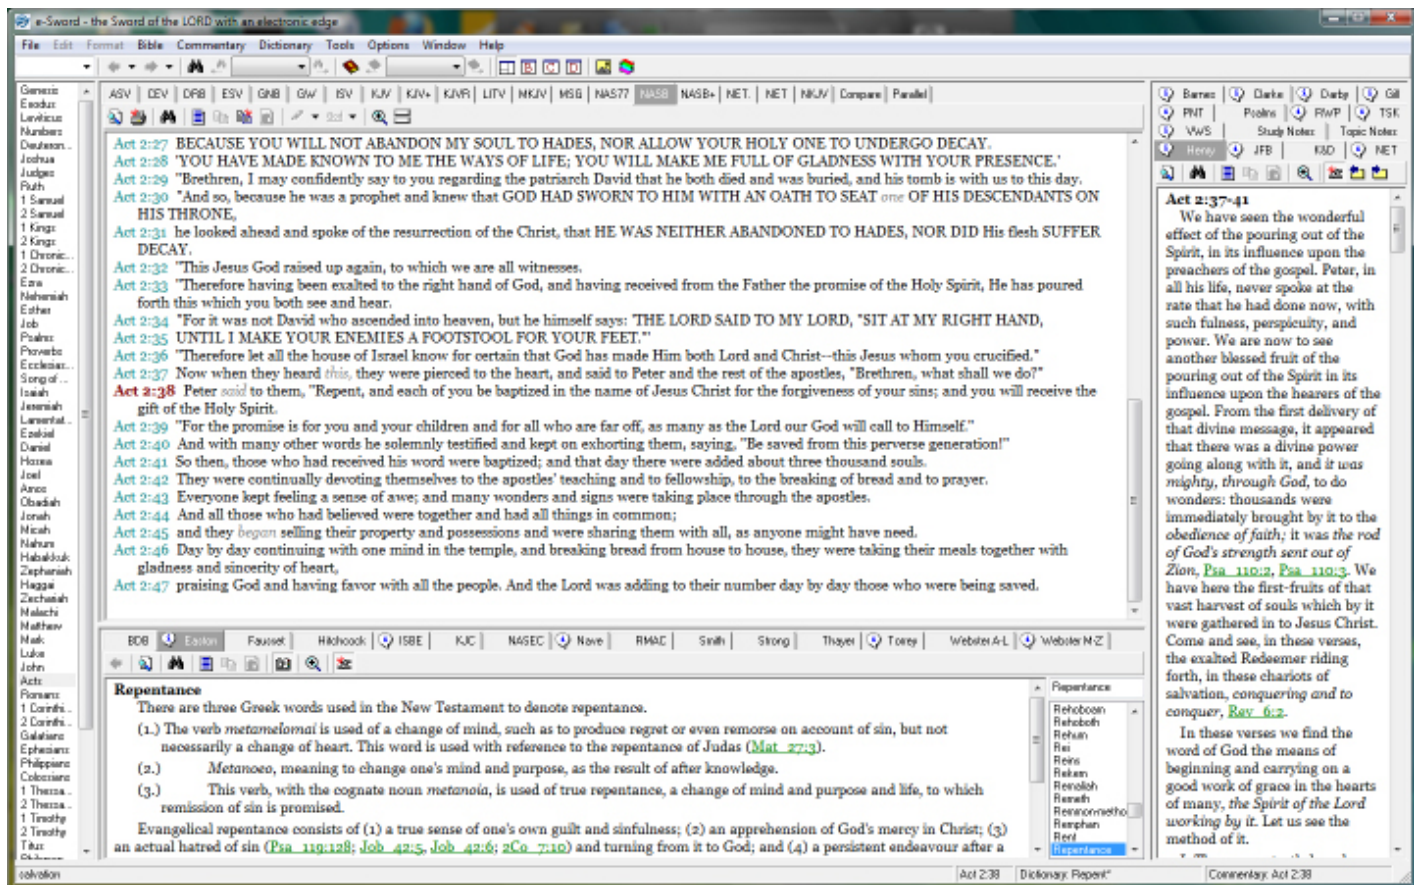 e-Sword - the Sword of the LORD with an electronic edge
File Edit Format Bible Commentary Dictionary Tools Options Window Help
Genesis
Exodus
Leviticus
Numbers
Deuteron...
Joshua
Judges
Ruth
1 Samuel
2 Samuel
1 Kings
2 Kings
1 Chronic...
2 Chronic...
Ezra
Nehemiah
Esther
Job
Psalms
Proverbs
Ecclesias...
Song of ...
Isaiah
Jeremiah
Lamentat...
Ezekiel
Daniel
Hosea
Joel
Amos
Obadiah
Jonah
Micah
Nahum
Habakkuk
Zephaniah
Haggai
Zechariah
Malachi
Matthew
Mark
Luke
John
Acts
Romans
1 Corinthi...
2 Corinthi...
Galatians
Ephesians
Philippians
Colossians
1 Thessa...
2 Thessa...
1 Timothy
2 Timothy
Titus
Philemon
ASV CEV DRB ESV GNB GW ISV KJV KJV+ KJVR LITV MKJV MSG NAS77 NASB NASB+ NET. NET NKJV Compare Parallel
Act 2:27 BECAUSE YOU WILL NOT ABANDON MY SOUL TO HADES, NOR ALLOW YOUR HOLY ONE TO UNDERGO DECAY.
Act 2:28 'YOU HAVE MADE KNOWN TO ME THE WAYS OF LIFE; YOU WILL MAKE ME FULL OF GLADNESS WITH YOUR PRESENCE.'
Act 2:29 "Brethren, I may confidently say to you regarding the patriarch David that he both died and was buried, and his tomb is with us to this day.
Act 2:30 "And so, because he was a prophet and knew that GOD HAD SWORN TO HIM WITH AN OATH TO SEAT one OF HIS DESCENDANTS ON
HIS THRONE,
Act 2:31 he looked ahead and spoke of the resurrection of the Christ, that HE WAS NEITHER ABANDONED TO HADES, NOR DID His flesh SUFFER
DECAY.
Act 2:32 "This Jesus God raised up again, to which we are all witnesses.
Act 2:33 "Therefore having been exalted to the right hand of God, and having received from the Father the promise of the Holy Spirit, He has poured
forth this which you both see and hear.
Act 2:34 "For it was not David who ascended into heaven, but he himself says: 'THE LORD SAID TO MY LORD, "SIT AT MY RIGHT HAND,
Act 2:35 UNTIL I MAKE YOUR ENEMIES A FOOTSTOOL FOR YOUR FEET."'
Act 2:36 "Therefore let all the house of Israel know for certain that God has made Him both Lord and Christ--this Jesus whom you crucified."
Act 2:37 Now when they heard this, they were pierced to the heart, and said to Peter and the rest of the apostles, "Brethren, what shall we do?"
Act 2:38 Peter said to them, "Repent, and each of you be baptized in the name of Jesus Christ for the forgiveness of your sins; and you will receive the
gift of the Holy Spirit.
Act 2:39 "For the promise is for you and your children and for all who are far off, as many as the Lord our God will call to Himself."
Act 2:40 And with many other words he solemnly testified and kept on exhorting them, saying, "Be saved from this perverse generation!"
Act 2:41 So then, those who had received his word were baptized; and that day there were added about three thousand souls.
Act 2:42 They were continually devoting themselves to the apostles' teaching and to fellowship, to the breaking of bread and to prayer.
Act 2:43 Everyone kept feeling a sense of awe; and many wonders and signs were taking place through the apostles.
Act 2:44 And all those who had believed were together and had all things in common;
Act 2:45 and they began selling their property and possessions and were sharing them with all, as anyone might have need.
Act 2:46 Day by day continuing with one mind in the temple, and breaking bread from house to house, they were taking their meals together with
gladness and sincerity of heart,
Act 2:47 praising God and having favor with all the people. And the Lord was adding to their number day by day those who were being saved.
BDB Easton Fausset Hitchcock ISBE KJC NASEC Nave RMAC Smith Strong Thayer Torrey Webster A-L Webster M-Z
Repentance
There are three Greek words used in the New Testament to denote repentance.
(1.) The verb metamelomai is used of a change of mind, such as to produce regret or even remorse on account of sin, but not
necessarily a change of heart. This word is used with reference to the repentance of Judas (Mat_27:3).
(2.) Metanoeo, meaning to change one's mind and purpose, as the result of after knowledge.
(3.) This verb, with the cognate noun metanoia, is used of true repentance, a change of mind and purpose and life, to which
remission of sin is promised.
Evangelical repentance consists of (1) a true sense of one's own guilt and sinfulness; (2) an apprehension of God's mercy in Christ; (3)
an actual hatred of sin (Psa_119:128; Job_42:5, Job_42:6; 2Co_7:10) and turning from it to God; and (4) a persistent endeavour after a
Repentance
Rehoboam
Rehoboth
Rehum
Rei
Reins
Rekem
Remaliah
Remeth
Remmon-metho
Remphan
Rent
Repentance
Barnes Clarke Darby Gill
PNT Psalms RWP TSK
VWS Study Notes Topic Notes
Henry JFB K&D NET
Act 2:37-41
We have seen the wonderful
effect of the pouring out of the
Spirit, in its influence upon the
preachers of the gospel. Peter, in
all his life, never spoke at the
rate that he had done now, with
such fulness, perspicuity, and
power. We are now to see
another blessed fruit of the
pouring out of the Spirit in its
influence upon the hearers of the
gospel. From the first delivery of
that divine message, it appeared
that there was a divine power
going along with it, and it was
mighty, through God, to do
wonders: thousands were
immediately brought by it to the
obedience of faith; it was the rod
of God's strength sent out of
Zion, Psa_110:2, Psa_110:3. We
have here the first-fruits of that
vast harvest of souls which by it
were gathered in to Jesus Christ.
Come and see, in these verses,
the exalted Redeemer riding
forth, in these chariots of
salvation, conquering and to
conquer, Rev_6:2.
In these verses we find the
word of God the means of
beginning and carrying on a
good work of grace in the hearts
of many, the Spirit of the Lord
working by it. Let us see the
method of it.
salvation
Act 2:38
Dictionary: Repent*
Commentary: Act 2:38